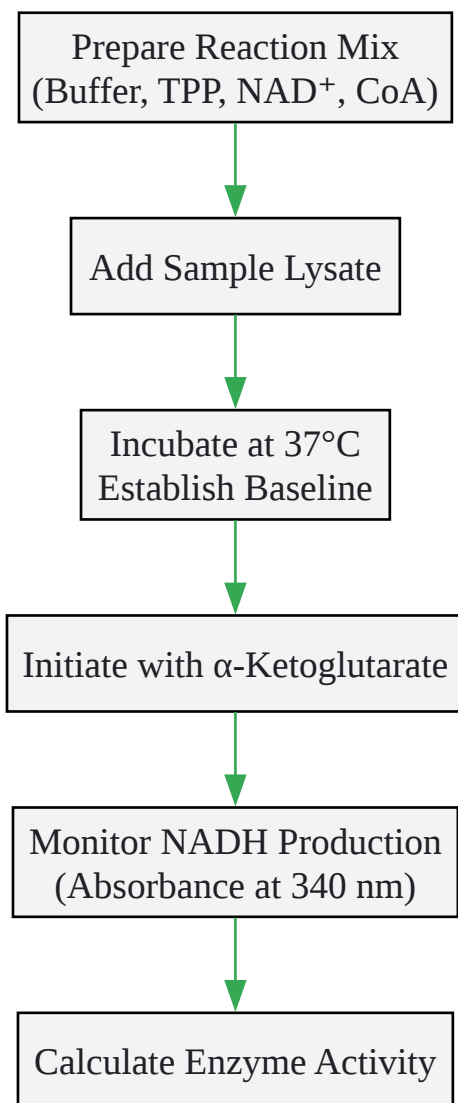 Prepare Reaction Mix
(Buffer, TPP, NAD⁺, CoA)
Add Sample Lysate
Incubate at 37°C
Establish Baseline
Initiate with α-Ketoglutarate
Monitor NADH Production
(Absorbance at 340 nm)
Calculate Enzyme Activity